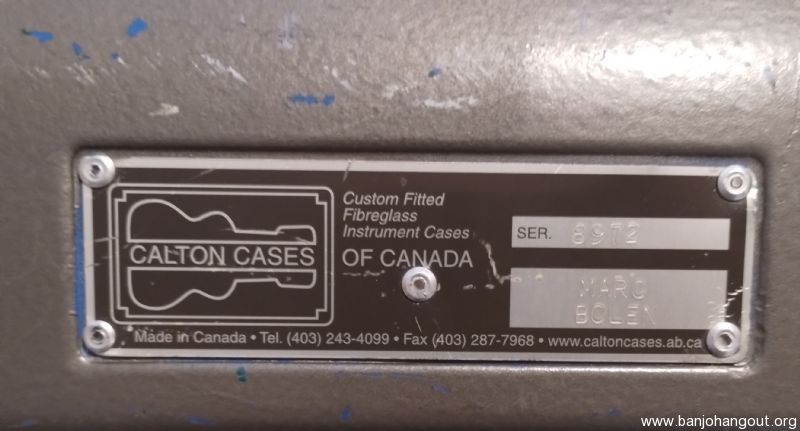 Custom Fitted
Fibreglass
Instrument Cases
CALTON CASES
OF CANADA
SER. 8972
MARC
BOLEN
Made in Canada • Tel. (403) 243-4099 • Fax (403) 287-7968 • www.caltoncases.ab.ca
www.banjohangout.org